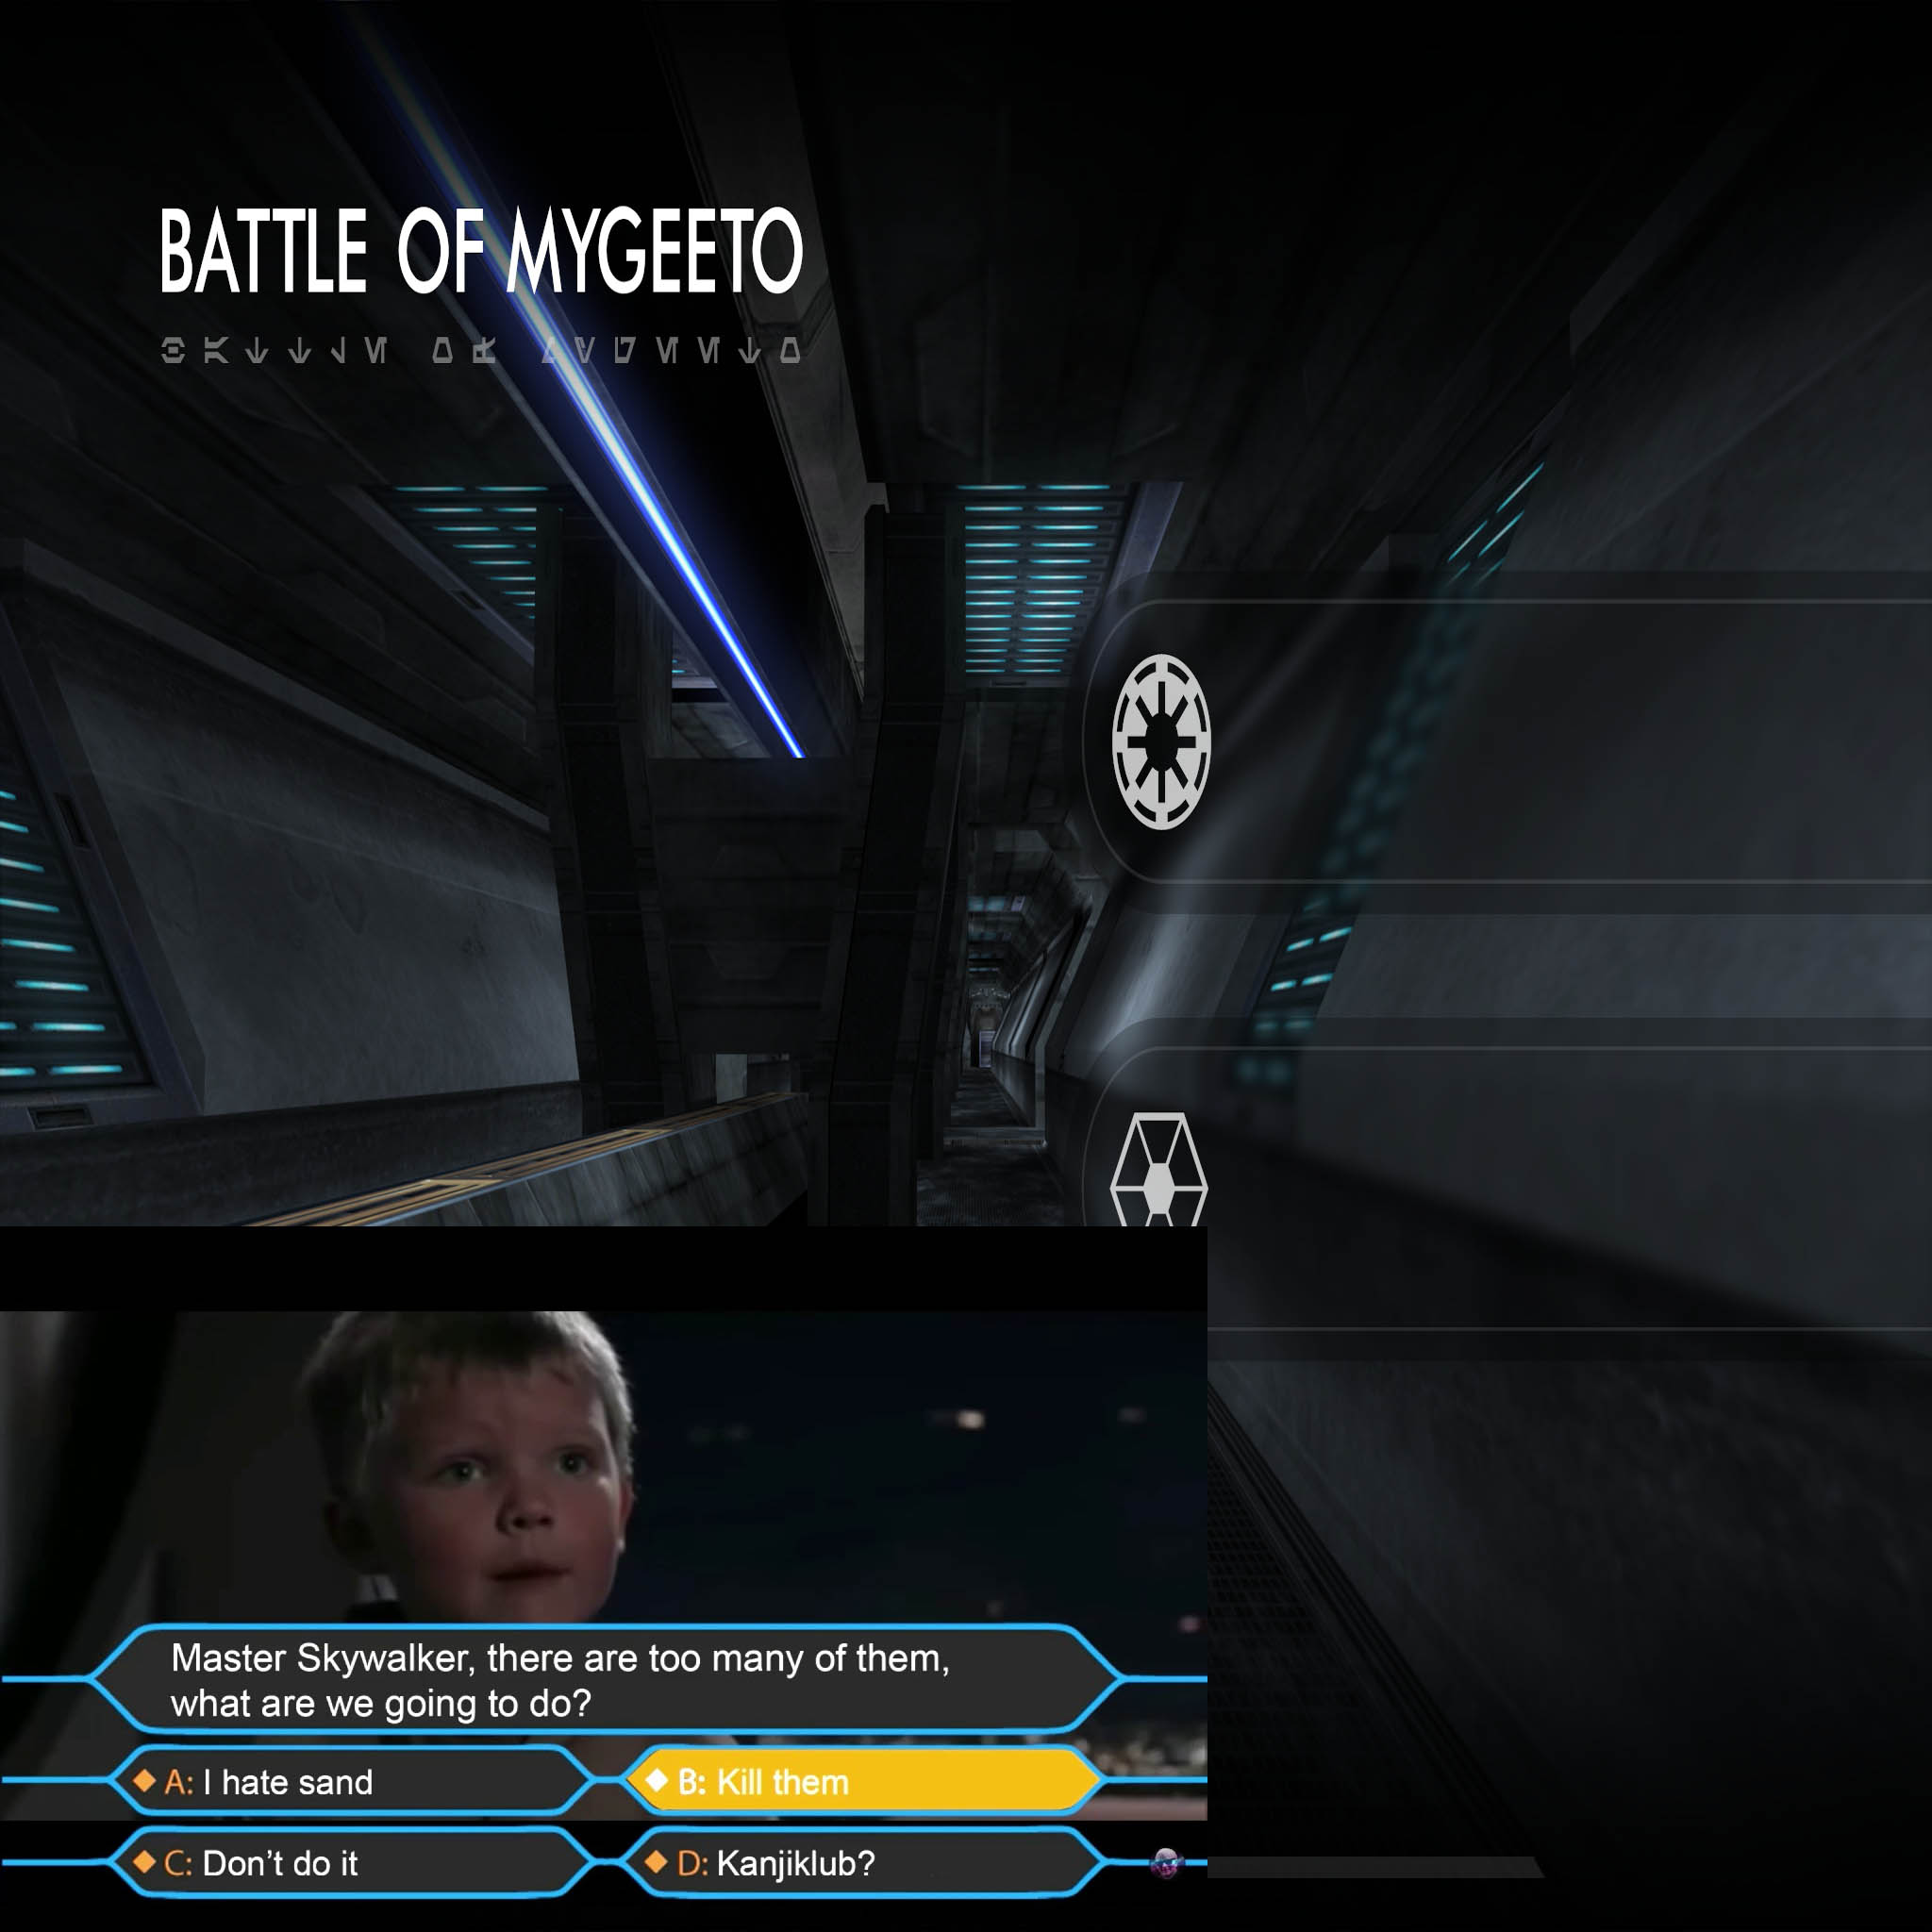 BATTLE OF MYGEETO
Master Skywalker, there are too many of them,
what are we going to do?
A: I hate sand
B: Kill them
C: Don't do it
D: Kanjiklub?